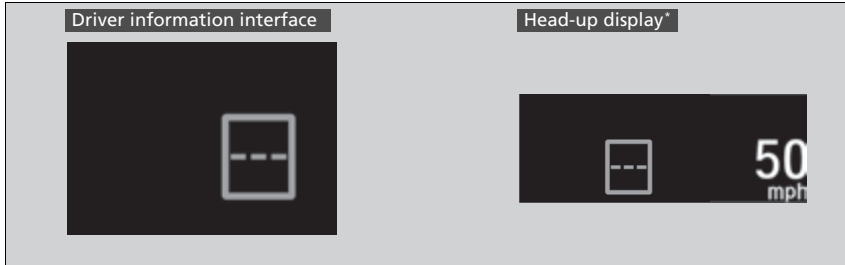 Driver information interface
Head-up display*
---
---
50
mph